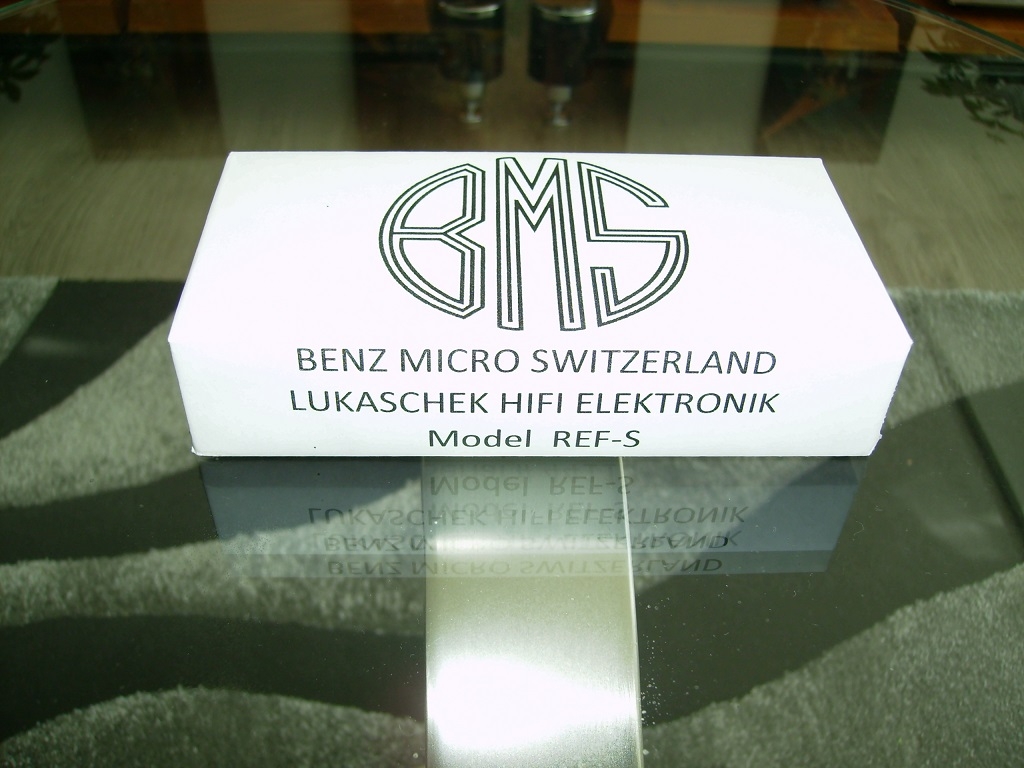 BMS
BENZ MICRO SWITZERLAND
LUKASCHEK HIFI ELEKTRONIK
Model REF-S